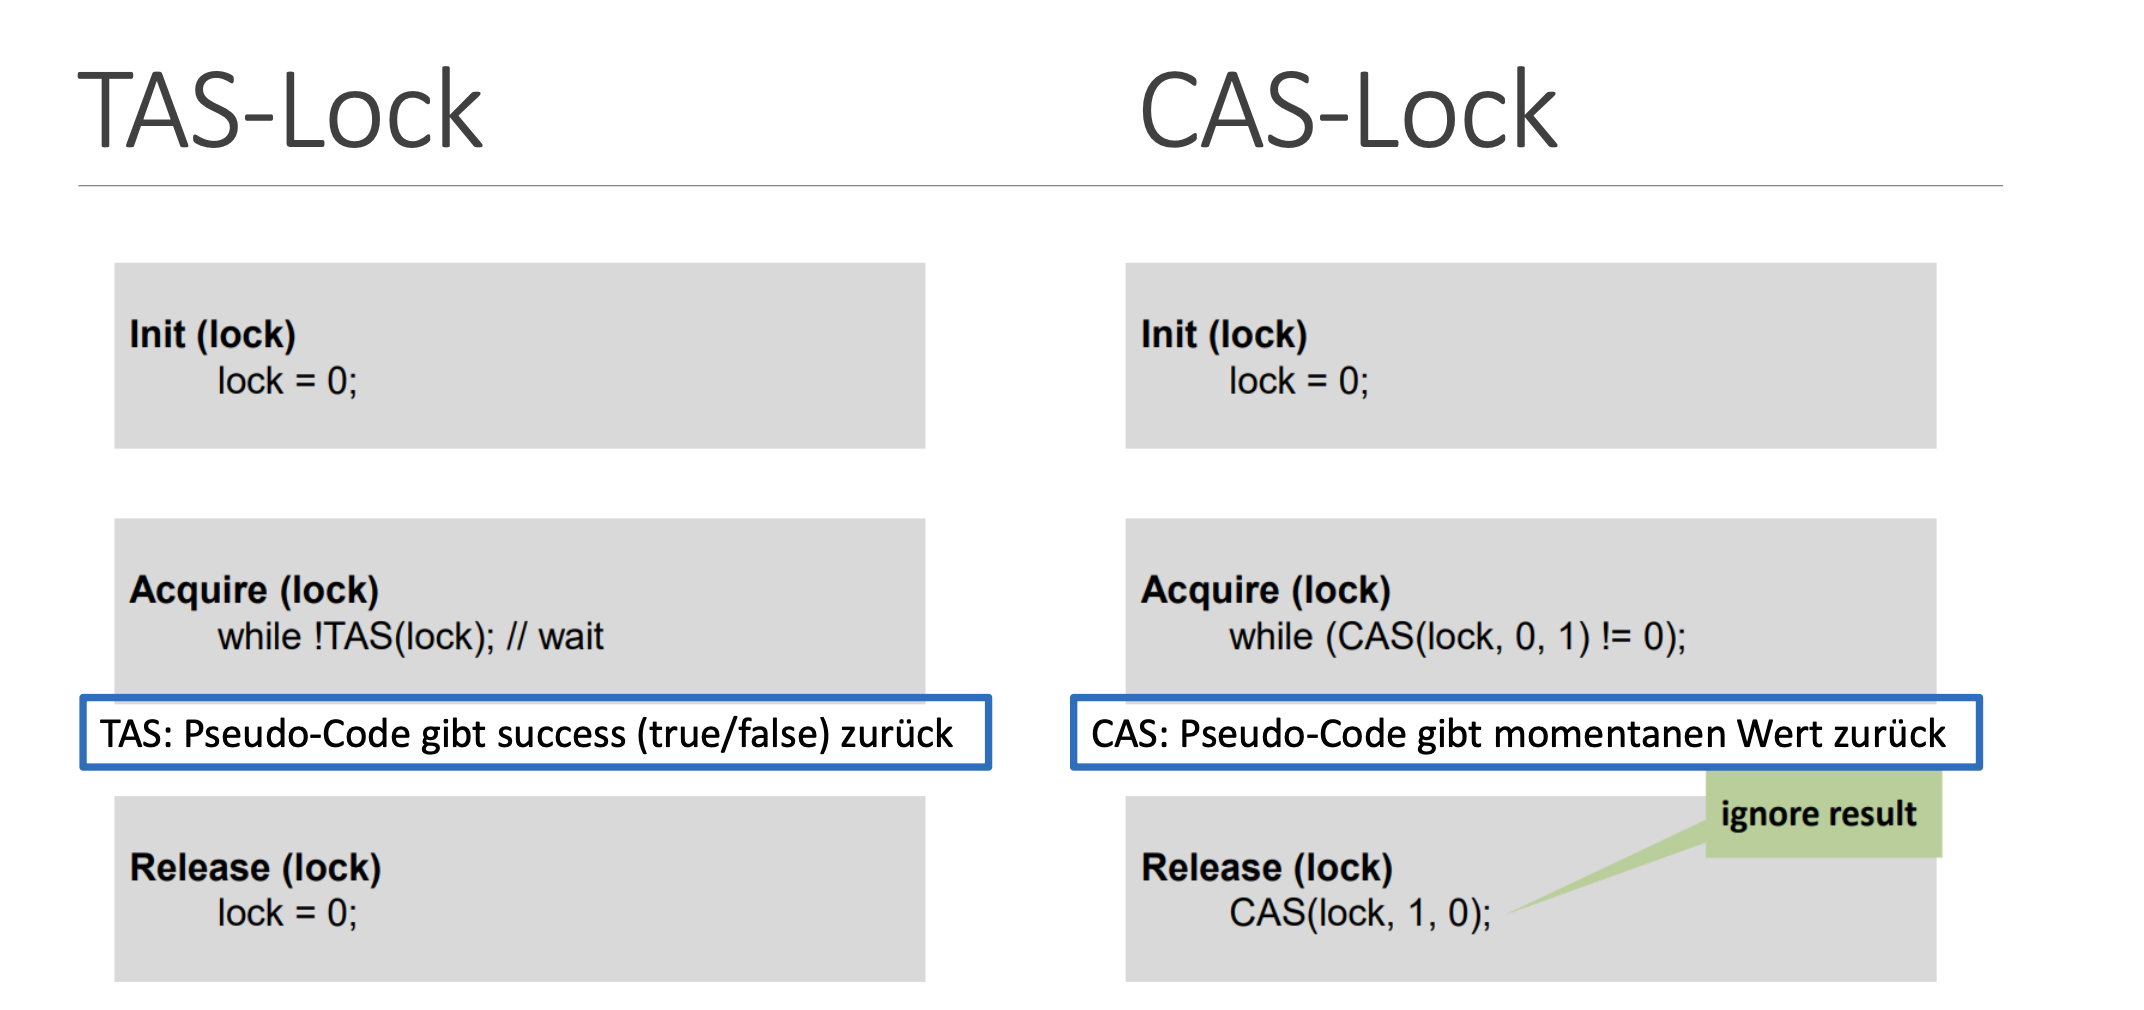 TAS-Lock
CAS-Lock
Init (lock)
lock = 0;
Acquire (lock)
while !TAS(lock); // wait
TAS: Pseudo-Code gibt success (true/false) zurück
Release (lock)
lock = 0;
Init (lock)
lock = 0;
Acquire (lock)
while (CAS(lock, 0, 1) != 0);
CAS: Pseudo-Code gibt momentanen Wert zurück
ignore result
Release (lock)
CAS(lock, 1, 0);